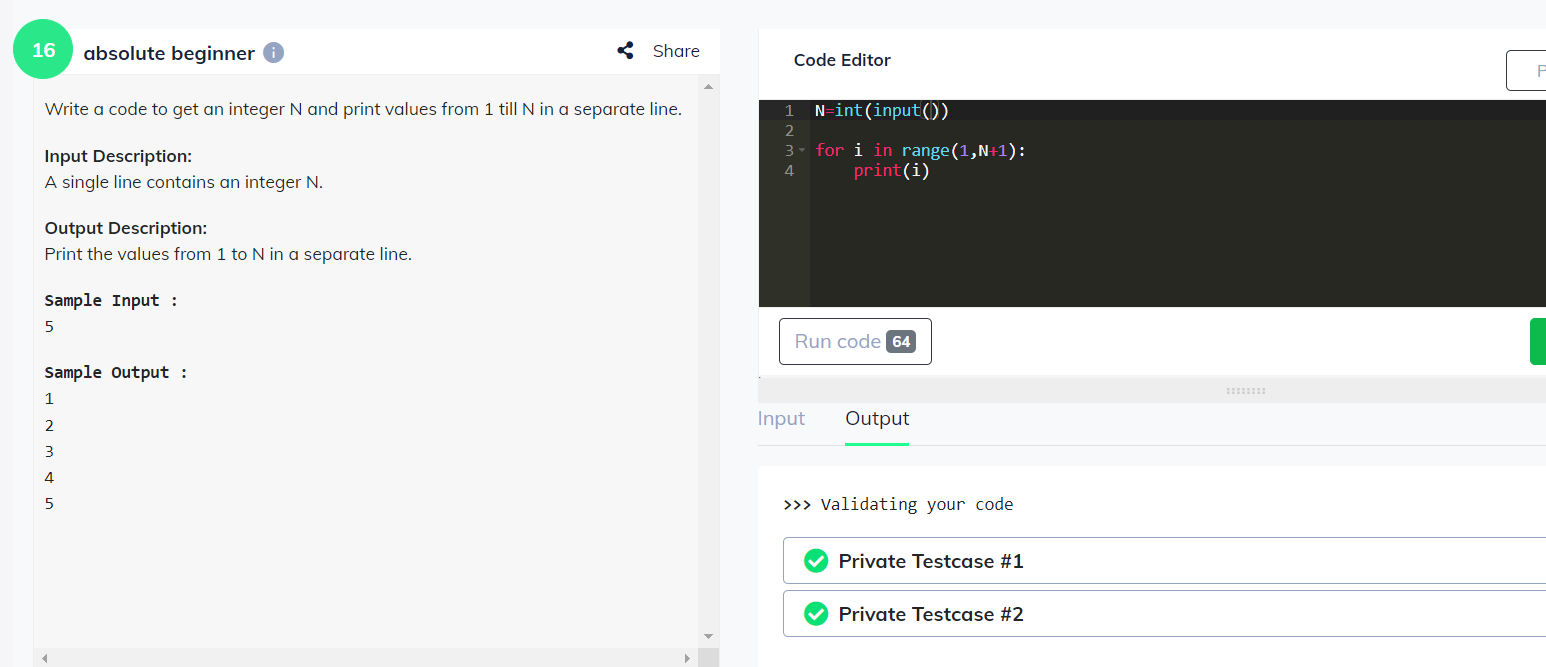 16
absolute beginner i
Share
Write a code to get an integer N and print values from 1 till N in a separate line.
Input Description:
A single line contains an integer N.
Output Description:
Print the values from 1 to N in a separate line.
Sample Input :
5
Sample Output :
1
2
3
4
5
Code Editor
P
1 N=int(input())
2
3 for i in range(1,N+1):
4 print(i)
Run code 64
Input Output
>>> Validating your code
Private Testcase #1
Private Testcase #2